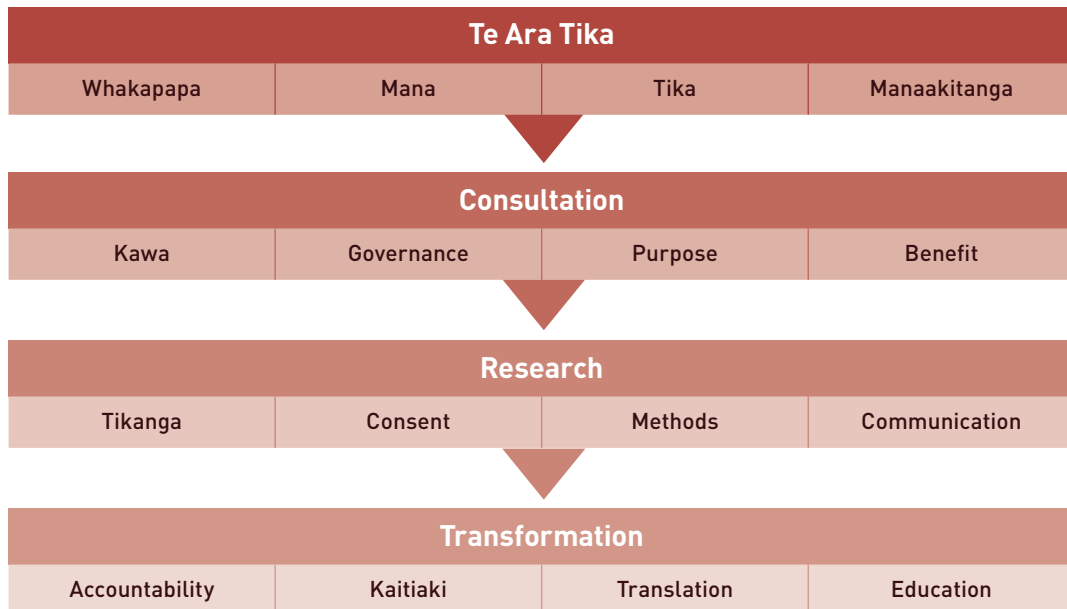 Te Ara Tika
Whakapapa Mana Tika Manaakitanga
Consultation
Kawa Governance Purpose Benefit
Research
Tikanga Consent Methods Communication
Transformation
Accountability Kaitiaki Translation Education